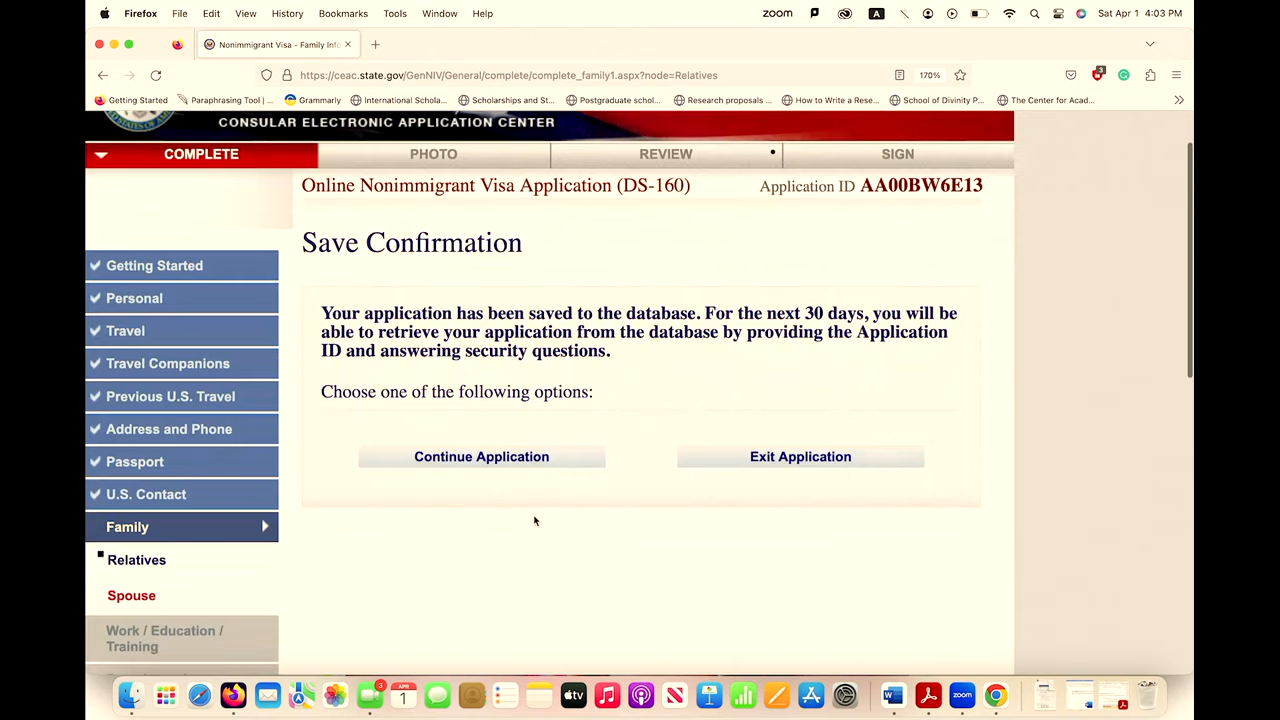 Firefox File Edit View History Bookmarks Tools Window Help zoom A Sat Apr 1 4:03 PM
Nonimmigrant Visa - Family Info
https://ceac.state.gov/GenNIV/General/complete/complete_family1.aspx?node=Relatives 170% 3
Getting Started Paraphrasing Tool | ... Grammarly International Schola... Scholarships and St... Postgraduate schol... Research proposals ... How to Write a Rese... School of Divinity P... The Center for Acad...
CONSULAR ELECTRONIC APPLICATION CENTER
COMPLETE PHOTO REVIEW SIGN
Online Nonimmigrant Visa Application (DS-160) Application ID AA00BW6E13
Save Confirmation
Getting Started
Personal
Travel
Travel Companions
Previous U.S. Travel
Address and Phone
Passport
U.S. Contact
Family
Relatives
Spouse
Work / Education /
Training
Your application has been saved to the database. For the next 30 days, you will be
able to retrieve your application from the database by providing the Application
ID and answering security questions.
Choose one of the following options:
Continue Application Exit Application
3 APR 1 tv W zoom